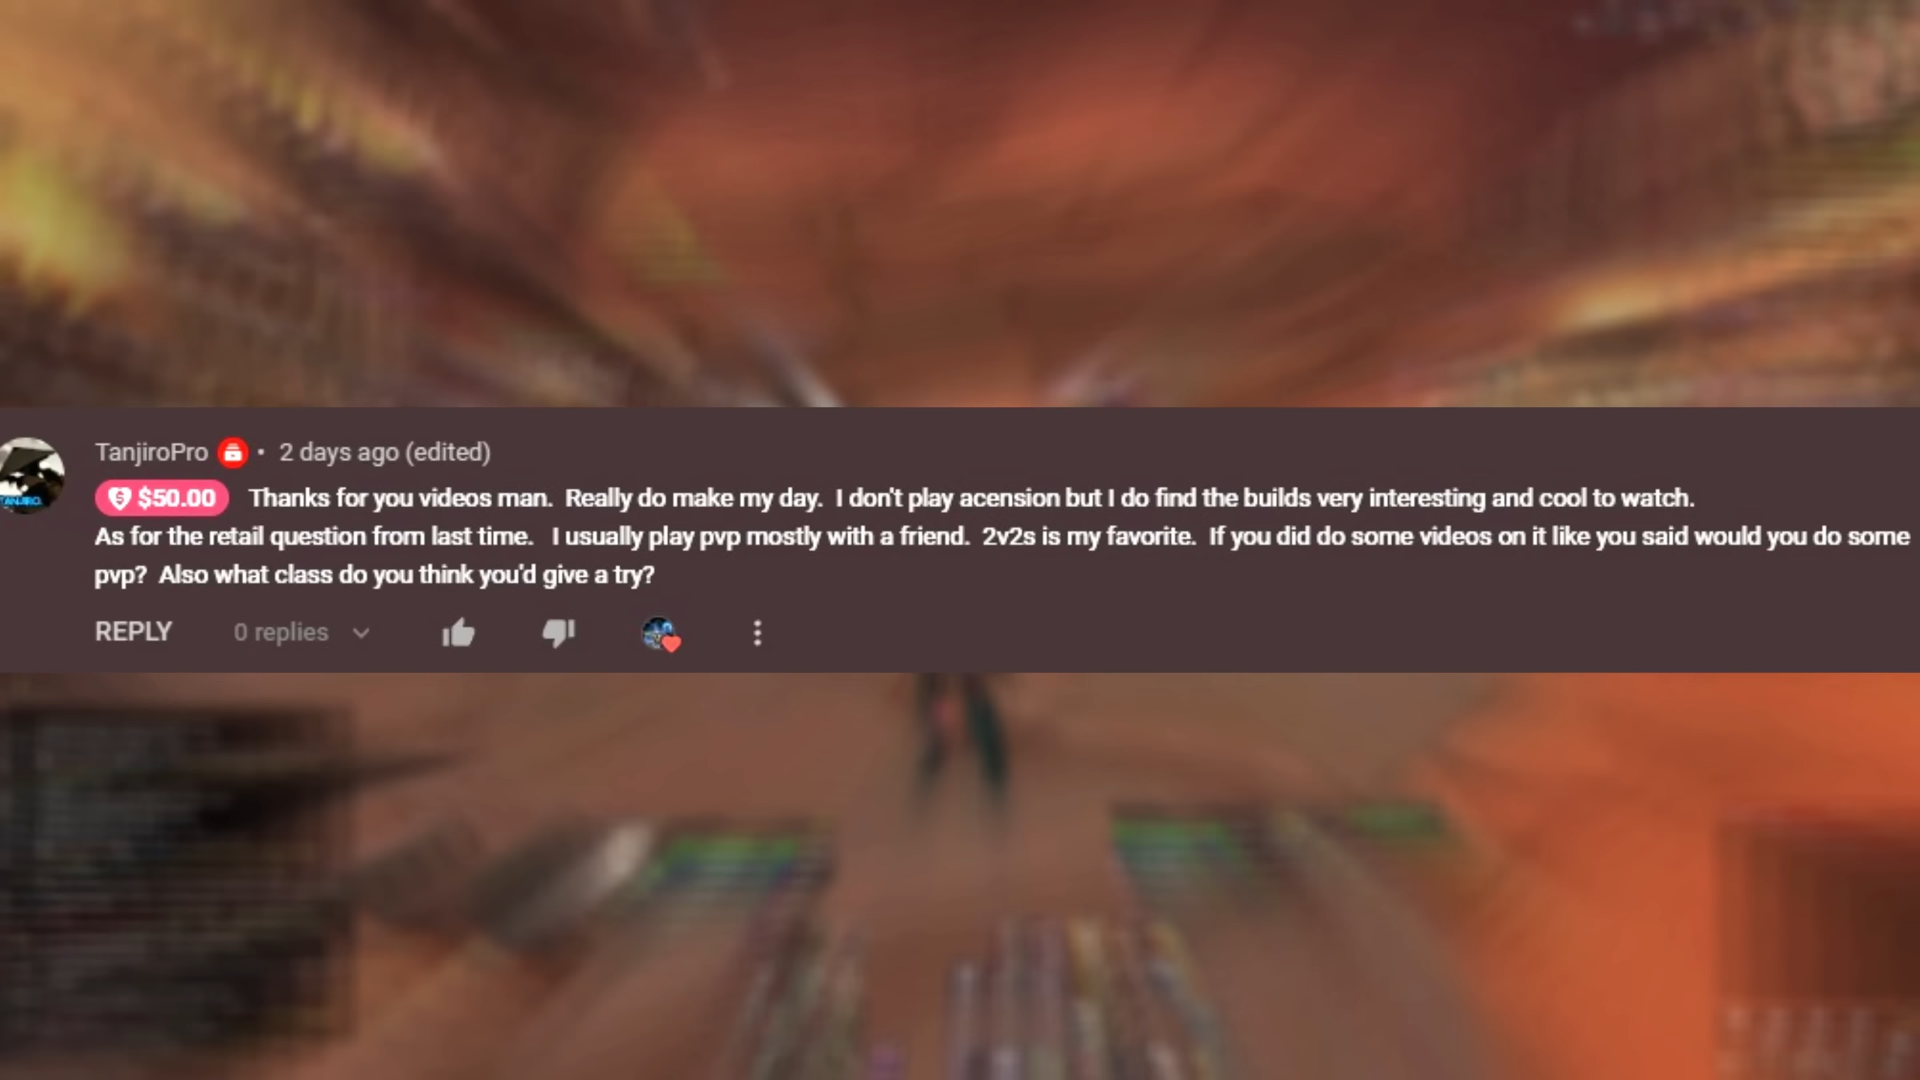 TanjiroPro • 2 days ago (edited)
$50.00 Thanks for you videos man. Really do make my day. I don't play acension but I do find the builds very interesting and cool to watch.
As for the retail question from last time. I usually play pvp mostly with a friend. 2v2s is my favorite. If you did do some videos on it like you said would you do some
pvp? Also what class do you think you'd give a try?
REPLY 0 replies